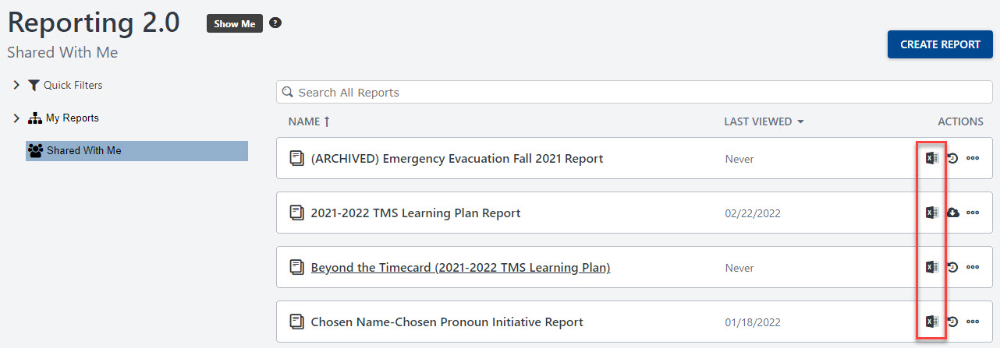 Reporting 2.0 Show Me ?
Shared With Me
CREATE REPORT
Quick Filters
My Reports
Shared With Me
Search All Reports
NAME LAST VIEWED ACTIONS
(ARCHIVED) Emergency Evacuation Fall 2021 Report Never
2021-2022 TMS Learning Plan Report 02/22/2022
Beyond the Timecard (2021-2022 TMS Learning Plan) Never
Chosen Name-Chosen Pronoun Initiative Report 01/18/2022